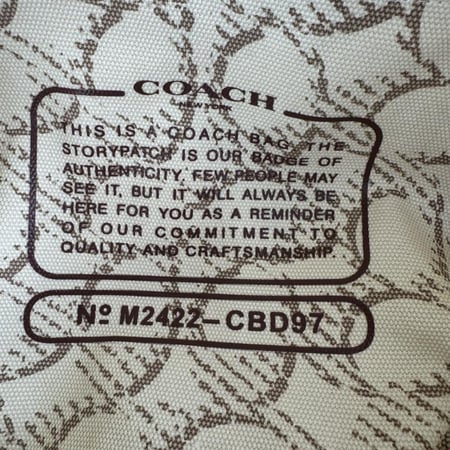 COACH
NEW YORK
THIS IS A COACH BAG. THE
STORYPATCH IS OUR BADGE OF
AUTHENTICITY. FEW PEOPLE MAY
SEE IT, BUT IT WILL ALWAYS BE
HERE FOR YOU AS A REMINDER
OF OUR COMMITMENT TO
QUALITY AND CRAFTSMANSHIP.
Nº M2422–CBD97